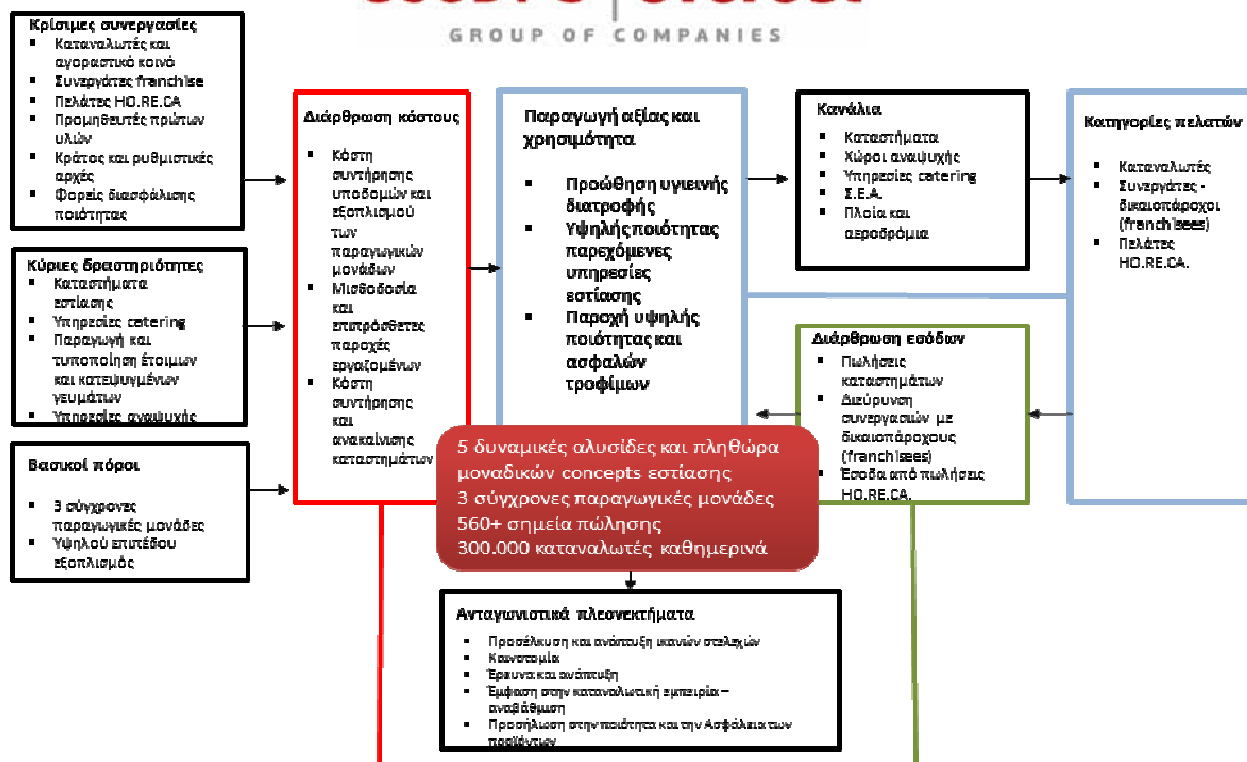 GROUP OF COMPANIES
Κρίσιμες συνεργασίες
▪ Καταναλωτές και
αγοραστικό κοινό
▪ Συνεργάτες franchise
▪ Πελάτες HO.RE.CA
▪ Προμηθευτές πρώτων
υλών
▪ Κράτος και ρυθμιστικές
αρχές
▪ Φορείς διασφάλισης
ποιότητας
Κύριες δραστηριότητες
▪ Καταστήματα
εστίασης
▪ Υπηρεσίες catering
▪ Παραγωγή και
τυποποίηση έτοιμων
και κατεψυγμένων
γευμάτων
▪ Υπηρεσίες αναψυχής
Βασικοί πόροι
▪ 3 σύγχρονες
παραγωγικές μονάδες
▪ Υψηλού επιπέδου
εξοπλισμός
Διάρθρωση κόστους
▪ Κόστη
συντήρησης
υποδομών και
εξοπλισμού
των
παραγωγικών
μονάδων
▪ Μισθοδοσία
και
επιπρόσθετες
παροχές
εργαζομένων
▪ Κόστη
συντήρησης
και
ανακαίνισης
καταστημάτων
Παραγωγή αξίας και
χρησιμότητα
▪ Προώθηση υγιεινής
διατροφής
▪ Υψηλής ποιότητας
παρεχόμενες
υπηρεσίες
εστίασης
▪ Παροχή υψηλής
ποιότητας και
ασφαλών
τροφίμων
Κανάλια
▪ Καταστήματα
▪ Χώροι αναψυχής
▪ Υπηρεσίες catering
▪ Σ.Ε.Α.
▪ Πλοία και
αεροδρόμια
Κατηγορίες πελατών
▪ Καταναλωτές
▪ Συνεργάτες -
δικαιοπάροχοι
(franchisees)
▪ Πελάτες
HO.RE.CA.
Διάρθρωση εσόδων
▪ Πωλήσεις
καταστημάτων
▪ Διεύρυνση
συνεργασιών με
δικαιοπάροχους
(franchisees)
▪ Έσοδα από πωλήσεις
HO.RE.CA.
5 δυναμικές αλυσίδες και πληθώρα
μοναδικών concepts εστίασης
3 σύγχρονες παραγωγικές μονάδες
560+ σημεία πώλησης
300.000 καταναλωτές καθημερινά
Ανταγωνιστικά πλεονεκτήματα
▪ Προσέλκυση και ανάπτυξη ικανών στελεχών
▪ Καινοτομία
▪ Έρευνα και ανάπτυξη
▪ Έμφαση στην καταναλωτική εμπειρία –
αναβάθμιση
▪ Προσήλωση στην ποιότητα και την Ασφάλεια των
προϊόντων